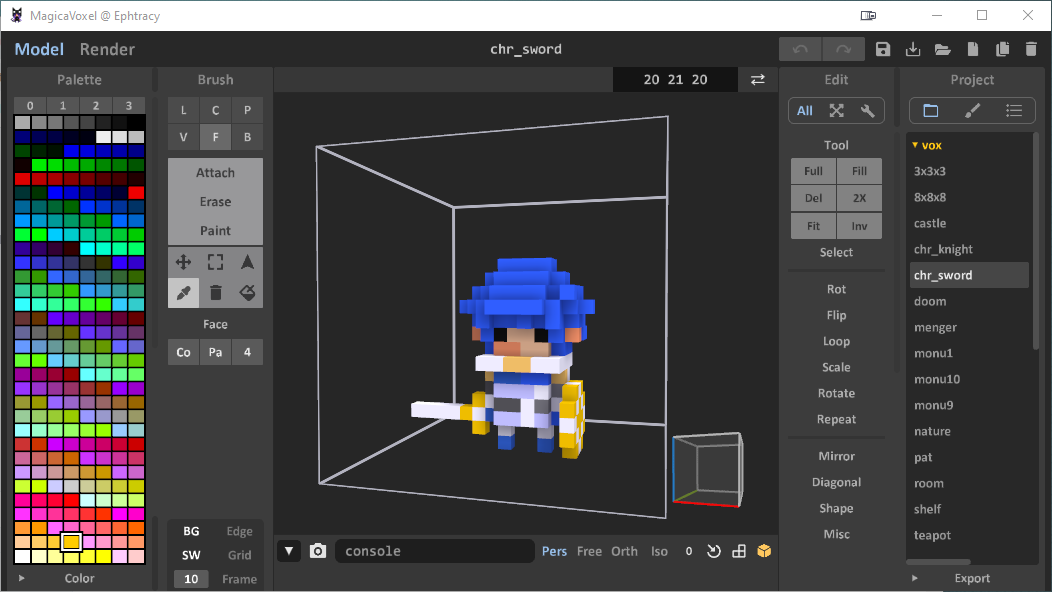 MagicaVoxel @ Ephtracy
Model Render
chr_sword
Palette
0 1 2 3
Color
Brush
L C P
V F B
Attach
Erase
Paint
Face
Co Pa 4
BG Edge
SW Grid
10 Frame
20 21 20
console
Pers Free Orth Iso 0
Edit
All
Tool
Full Fill
Del 2X
Fit Inv
Select
Rot
Flip
Loop
Scale
Rotate
Repeat
Mirror
Diagonal
Shape
Misc
Project
vox
3x3x3
8x8x8
castle
chr_knight
chr_sword
doom
menger
monu1
monu10
monu9
nature
pat
room
shelf
teapot
Export